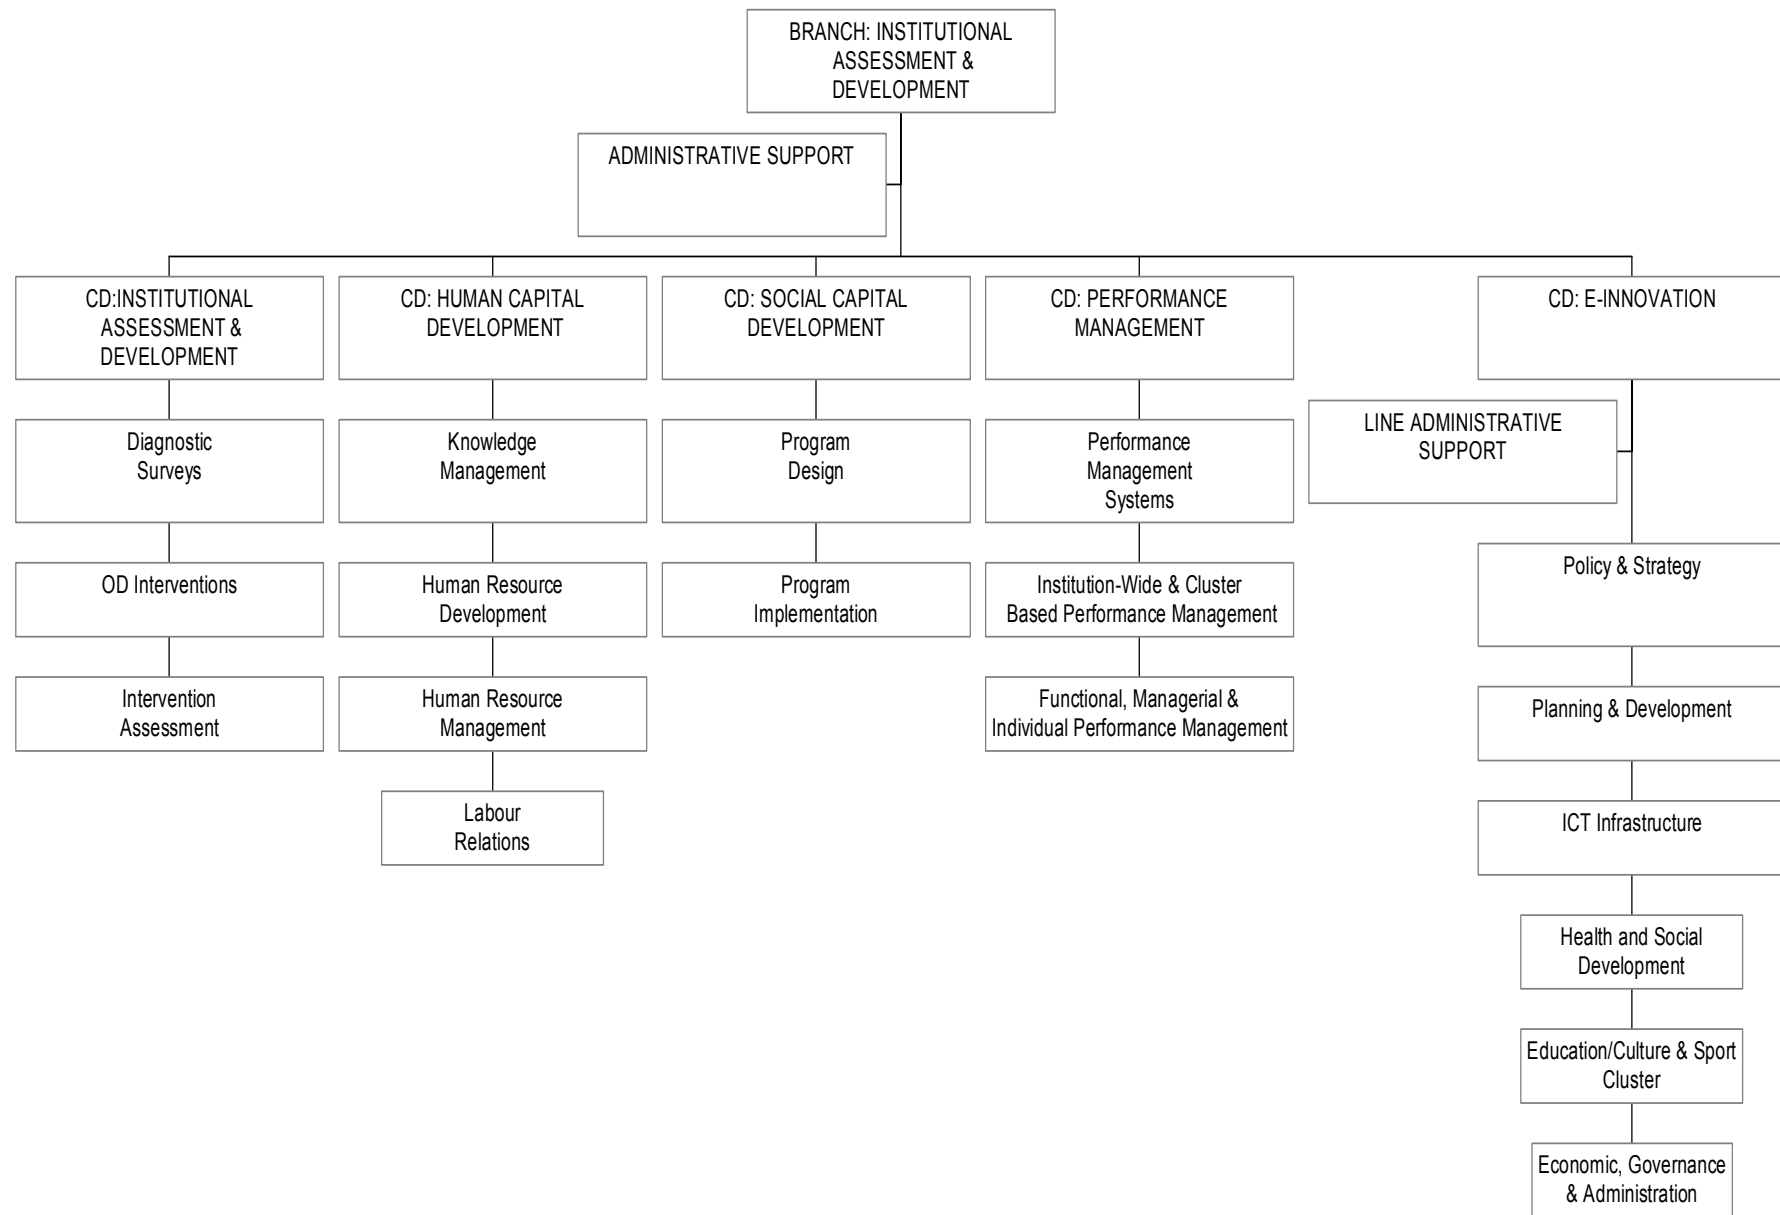 BRANCH: INSTITUTIONAL
ASSESSMENT &
DEVELOPMENT
ADMINISTRATIVE SUPPORT
CD:INSTITUTIONAL
ASSESSMENT &
DEVELOPMENT
Diagnostic
Surveys
OD Interventions
Intervention
Assessment
CD: HUMAN CAPITAL
DEVELOPMENT
Knowledge
Management
Human Resource
Development
Human Resource
Management
Labour
Relations
CD: SOCIAL CAPITAL
DEVELOPMENT
Program
Design
Program
Implementation
CD: PERFORMANCE
MANAGEMENT
Performance
Management
Systems
Institution-Wide & Cluster
Based Performance Management
Functional, Managerial &
Individual Performance Management
CD: E-INNOVATION
LINE ADMINISTRATIVE
SUPPORT
Policy & Strategy
Planning & Development
ICT Infrastructure
Health and Social
Development
Education/Culture & Sport
Cluster
Economic, Governance
& Administration